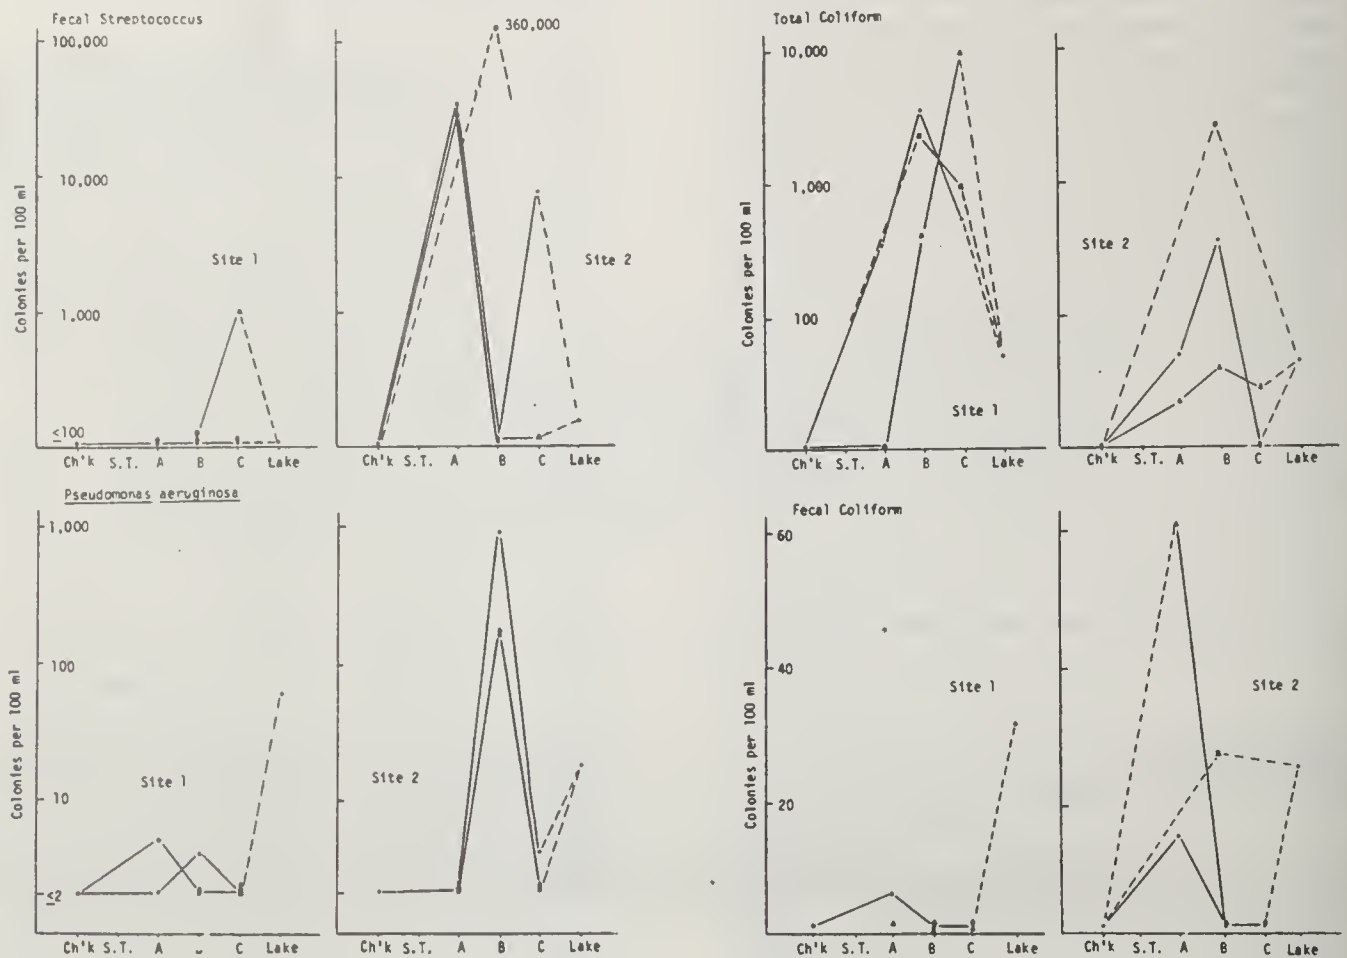 Fecal Streptococcus
100,000
10,000
1,000
<100
Colonies per 100 ml
Site 1
Ch'k S.T. A B C Lake
360,000
Site 2
Ch'k S.T. A B C Lake
Total Coliform
10,000
1,000
100
Colonies per 100 ml
Site 1
Ch'k S.T. A B C Lake
Site 2
Ch'k S.T. A B C Lake
Pseudomonas aeruginosa
1,000
100
10
<2
Colonies per 100 ml
Site 1
Ch'k S.T. A C Lake
Site 2
Ch'k S.T. A B C Lake
Fecal Coliform
60
40
20
Colonies per 100 ml
Site 1
Ch'k S.T. A B C Lake
Site 2
Ch'k S.T. A B C Lake